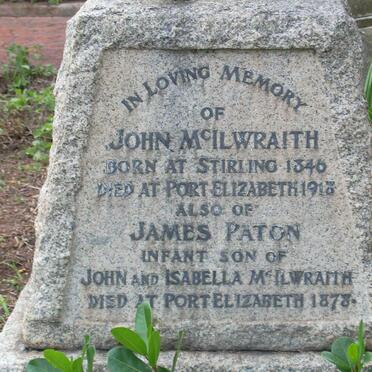 IN LOVING MEMORY
OF
JOHN McILWRAITH
BORN AT STIRLING 1846
DIED AT PORT ELIZABETH 1918
ALSO OF
JAMES PATON
INFANT SON OF
JOHN AND ISABELLA McILWRAITH
DIED AT PORT ELIZABETH 1878.